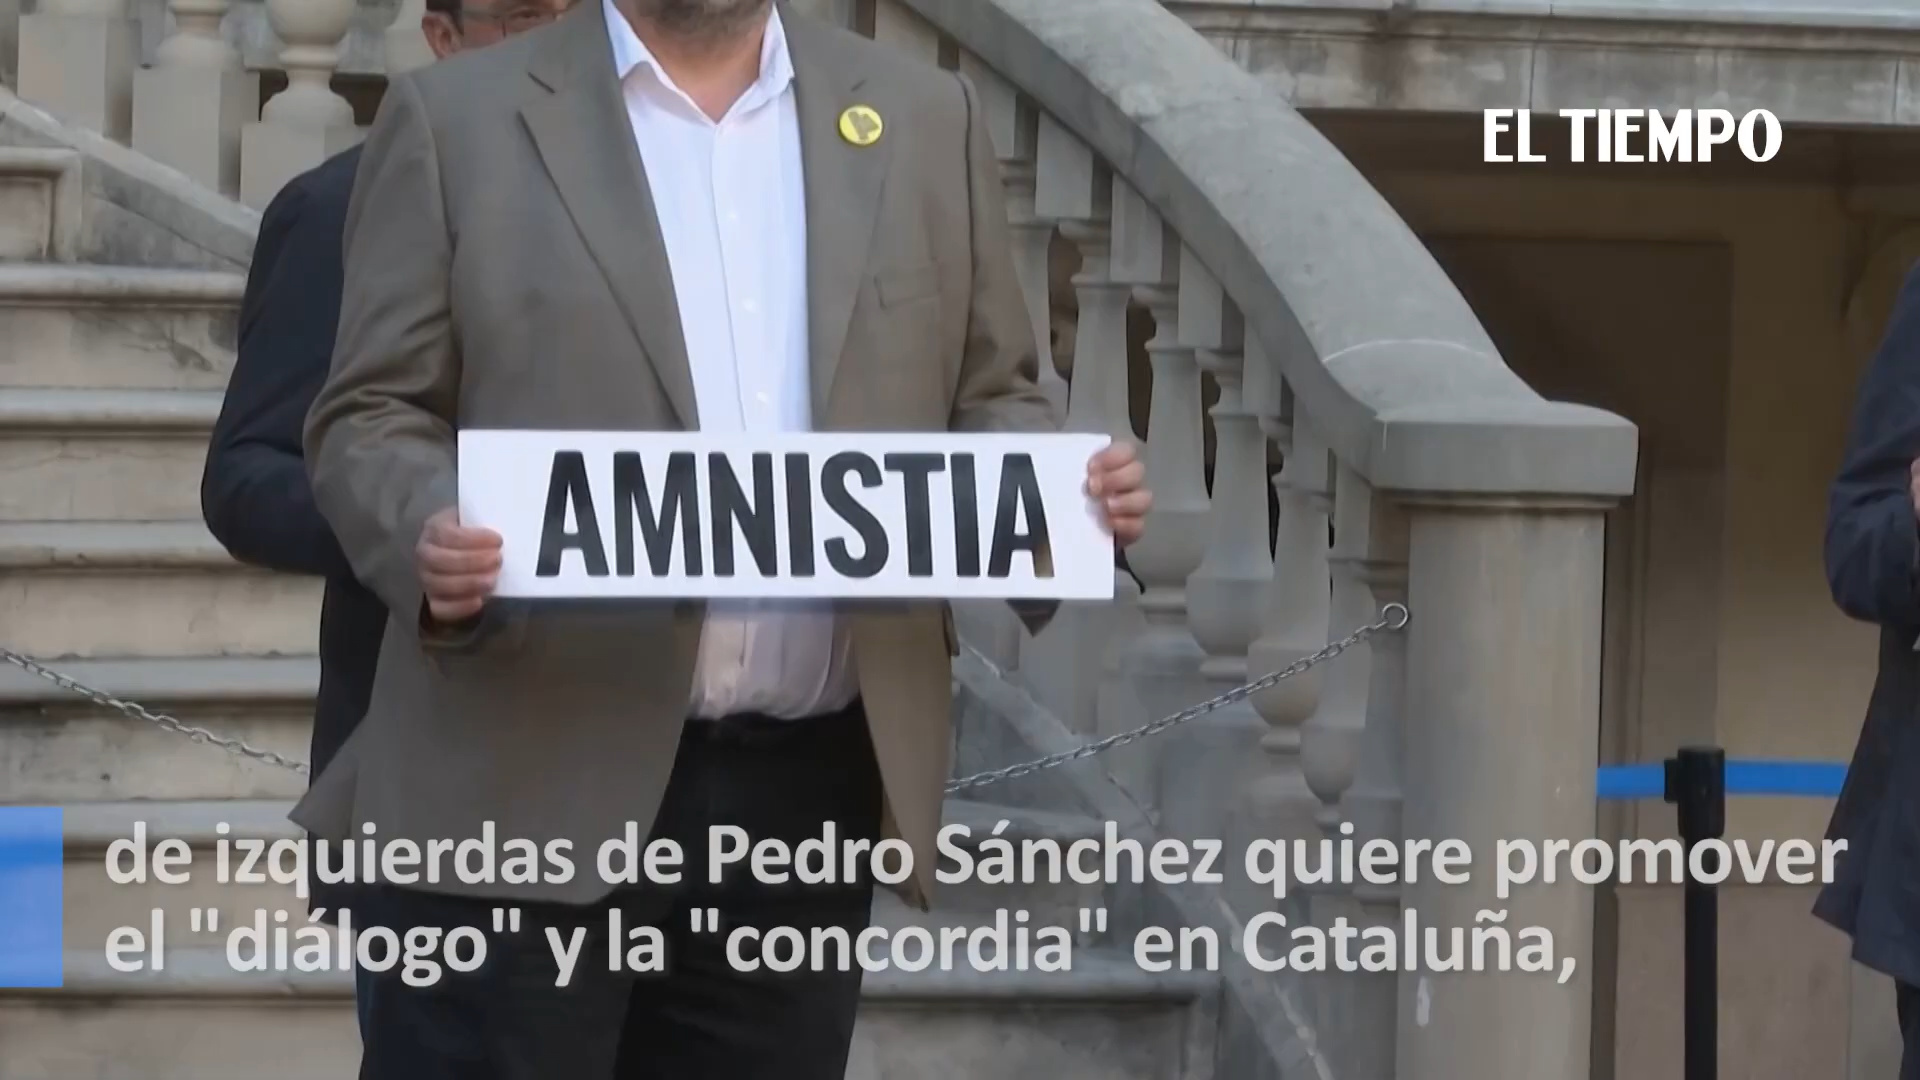 EL TIEMPO
AMNISTIA
de izquierdas de Pedro Sánchez quiere promover
el "diálogo" y la "concordia" en Cataluña,